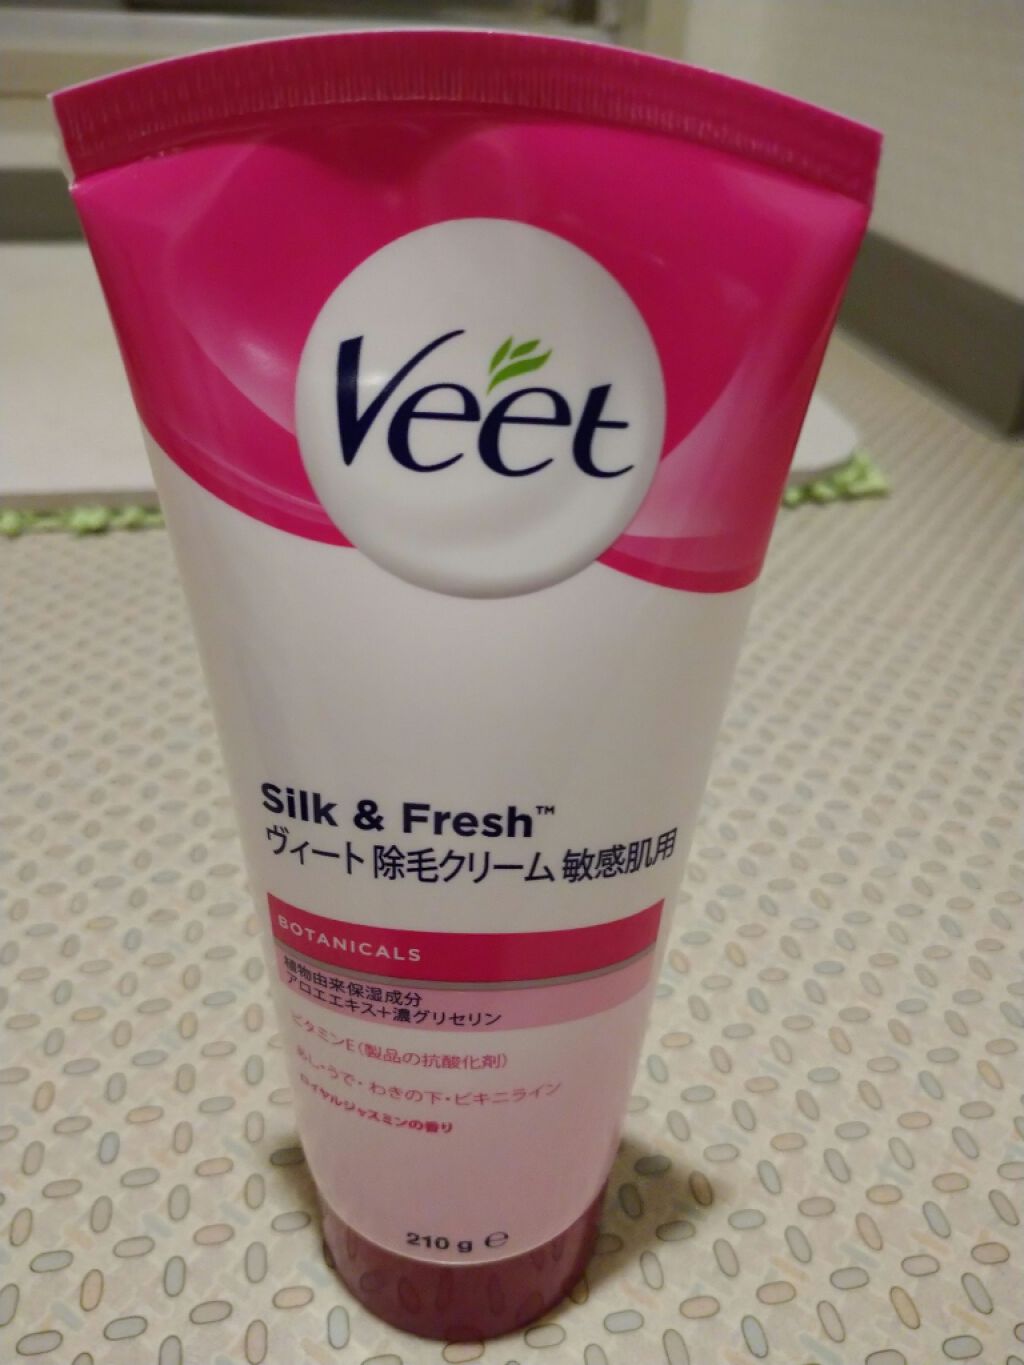 Veet
Silk & Fresh™
ヴィート 除毛クリーム 敏感肌用
BOTANICALS
植物由来保湿成分
アロエエキス+濃グリセリン
ビタミンE(製品の抗酸化剤)
あし・うで・わきの下・ビキニライン
ロイヤルジャスミンの香り
210 g ℮